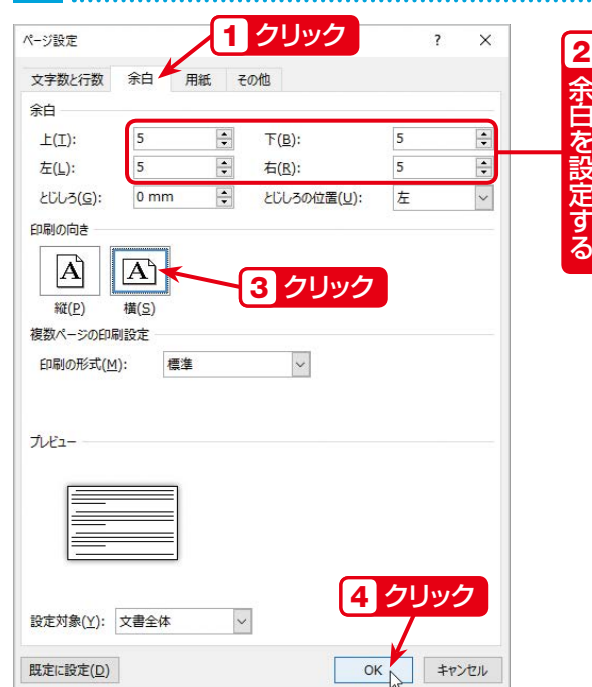 1 クリック
ページ設定 ? ×
文字数と行数 余白 用紙 その他
余白
上(T): 5 下(B): 5
左(L): 5 右(R): 5
とじしろ(G): 0 mm とじしろの位置(U): 左
2 余白を設定する
印刷の向き
A A
縦(P) 横(S)
3 クリック
複数ページの印刷設定
印刷の形式(M): 標準
プレビュー
4 クリック
設定対象(Y): 文書全体
既定に設定(D) OK キャンセル